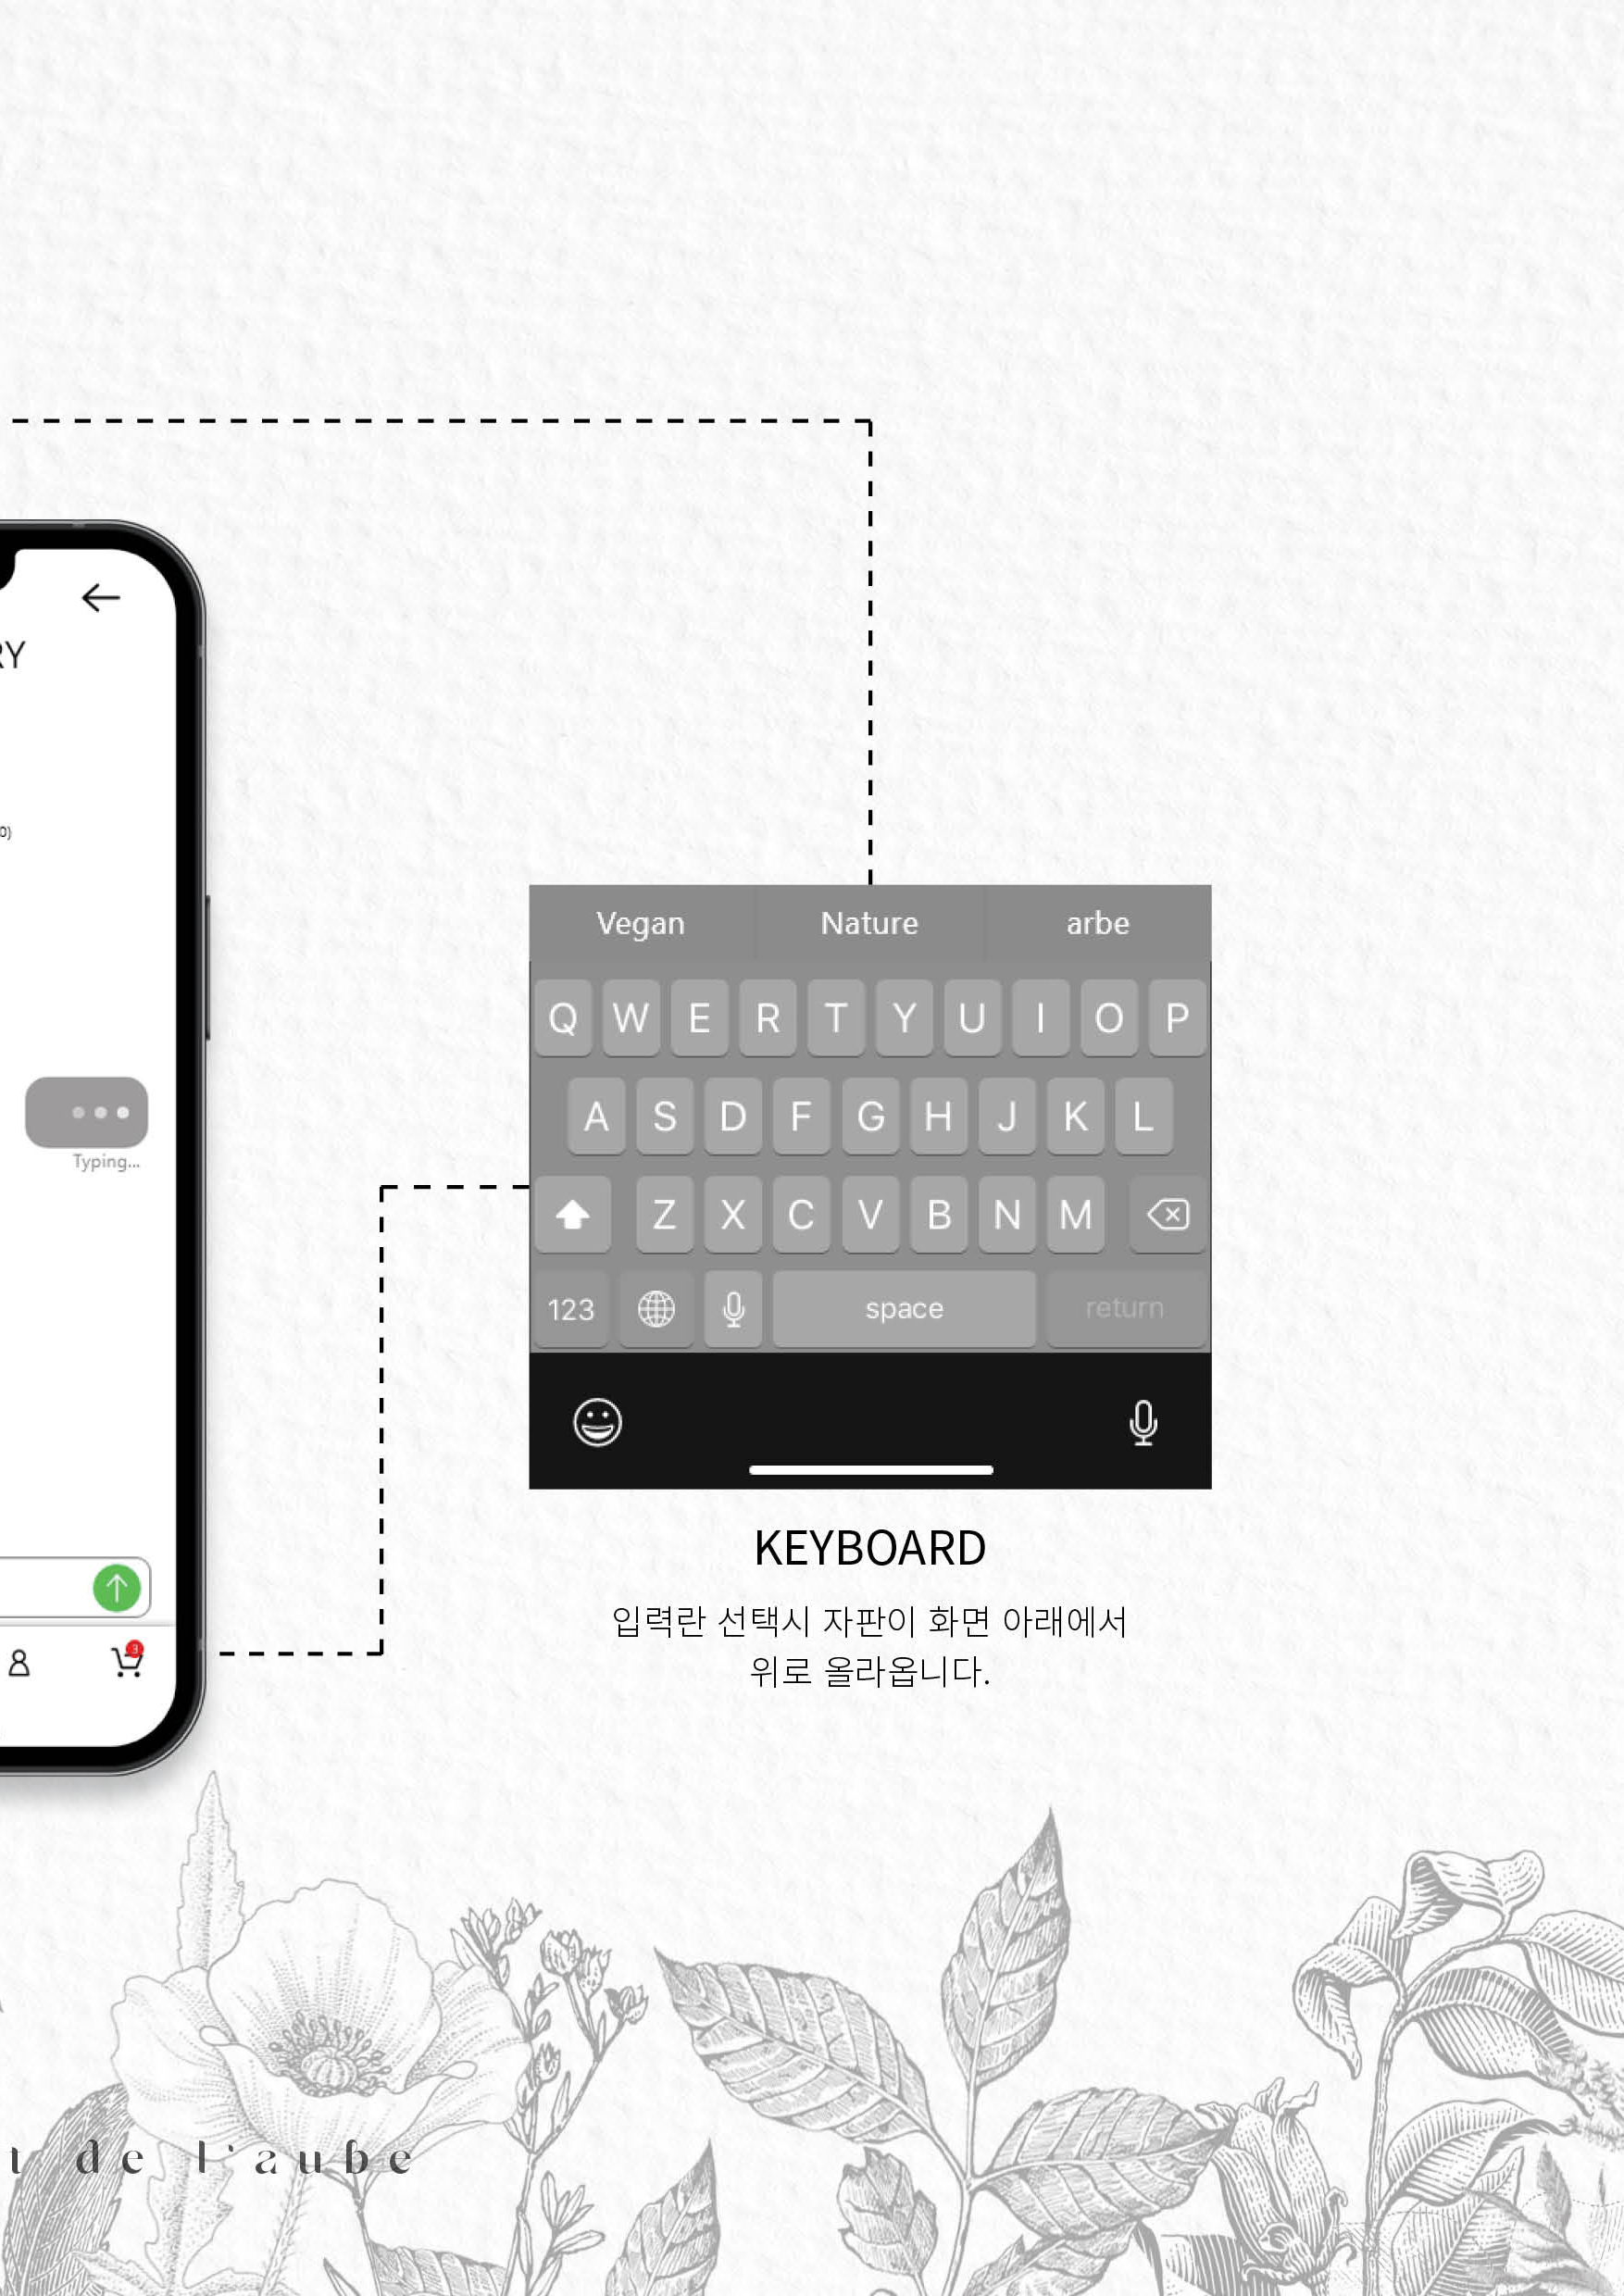 RY
0)
Typing...
3
Vegan Nature arbe
Q W E R T Y U I O P
A S D F G H J K L
Z X C V B N M
123 space return
KEYBOARD
입력란 선택시 자판이 화면 아래에서
위로 올라옵니다.
t de l'aube